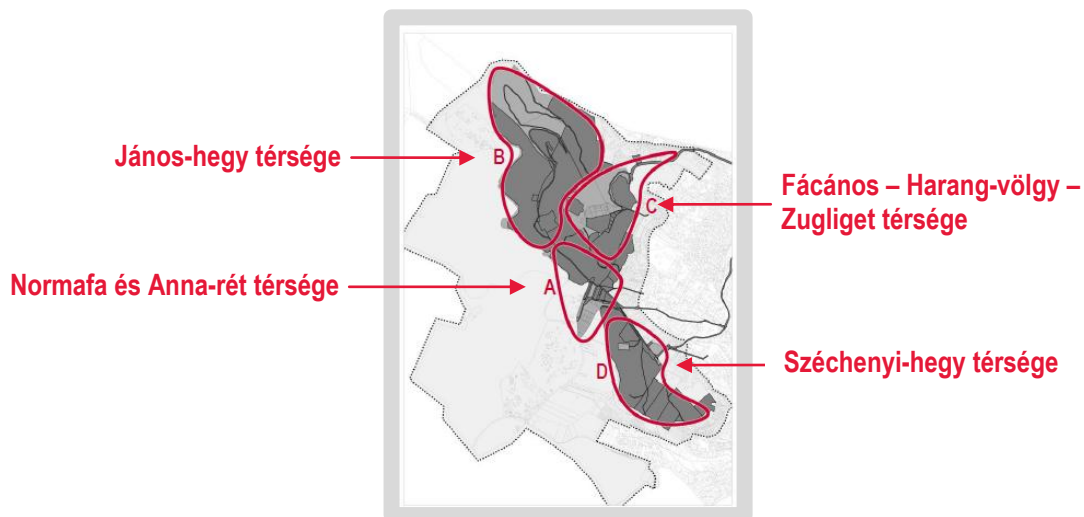 János-hegy térsége
B
Fácános – Harang-völgy –
Zugliget térsége
C
Normafa és Anna-rét térsége
A
Széchenyi-hegy térsége
D